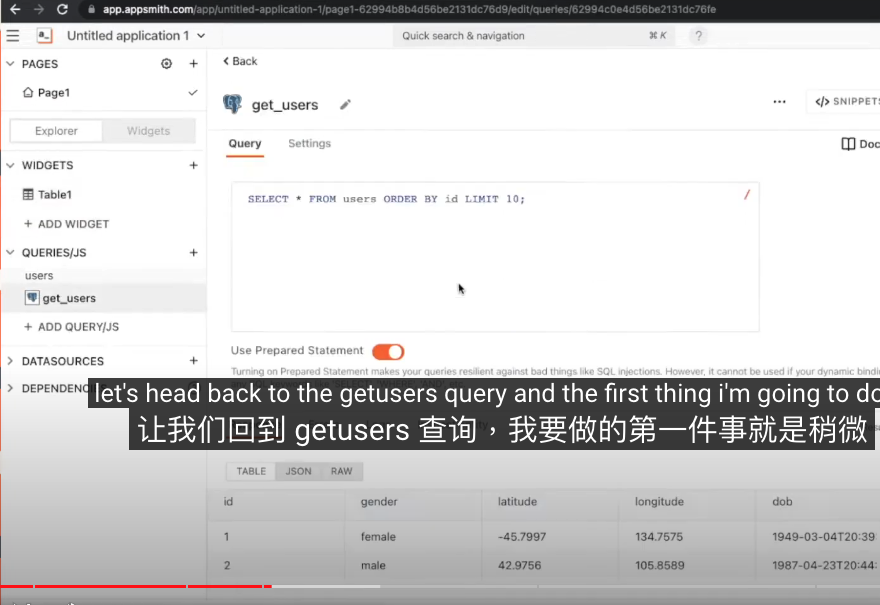 app.appsmith.com/app/untitled-application-1/page1-62994b8b4d56be2131dc76d9/edit/queries/62994c0e4d56be2131dc76fe
Untitled application 1
Quick search & navigation
⌘ K
?
PAGES
Page1
Explorer
Widgets
WIDGETS
Table1
+ ADD WIDGET
QUERIES/JS
users
get_users
+ ADD QUERY/JS
DATASOURCES
DEPENDENC
< Back
get_users
</> SNIPPETS
Query
Settings
Doc
SELECT * FROM users ORDER BY id LIMIT 10;
/
Use Prepared Statement
Turning on Prepared Statement makes your queries resilient against bad things like SQL injections. However, it cannot be used if your dynamic bindin
let's head back to the getusers query and the first thing i'm going to do
让我们回到 getusers 查询，我要做的第一件事就是稍微
TABLE
JSON
RAW
id gender latitude longitude dob
1 female -45.7997 134.7575 1949-03-04T20:39
2 male 42.9756 105.8589 1987-04-23T20:44: